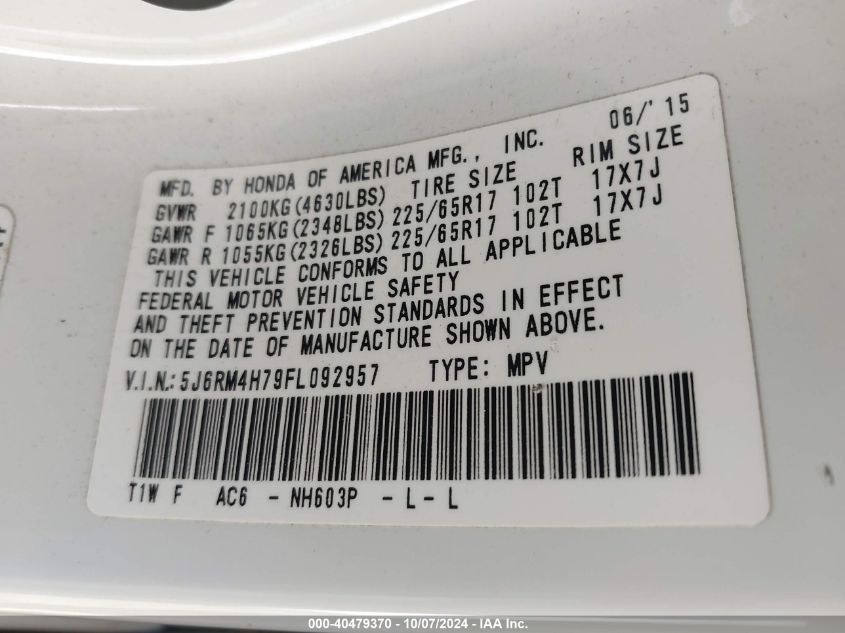 06/'15
MFD. BY HONDA OF AMERICA MFG., INC.
GVWR 2100KG(4630LBS) TIRE SIZE RIM SIZE
GAWR F 1065KG(2348LBS) 225/65R17 102T 17X7J
GAWR R 1055KG(2326LBS) 225/65R17 102T 17X7J
THIS VEHICLE CONFORMS TO ALL APPLICABLE
FEDERAL MOTOR VEHICLE SAFETY
AND THEFT PREVENTION STANDARDS IN EFFECT
ON THE DATE OF MANUFACTURE SHOWN ABOVE.
V.I.N.: 5J6RM4H79FL092957 TYPE: MPV
T1W F AC6 - NH603P - L - L
000-40479370 - 10/07/2024 - IAA Inc.